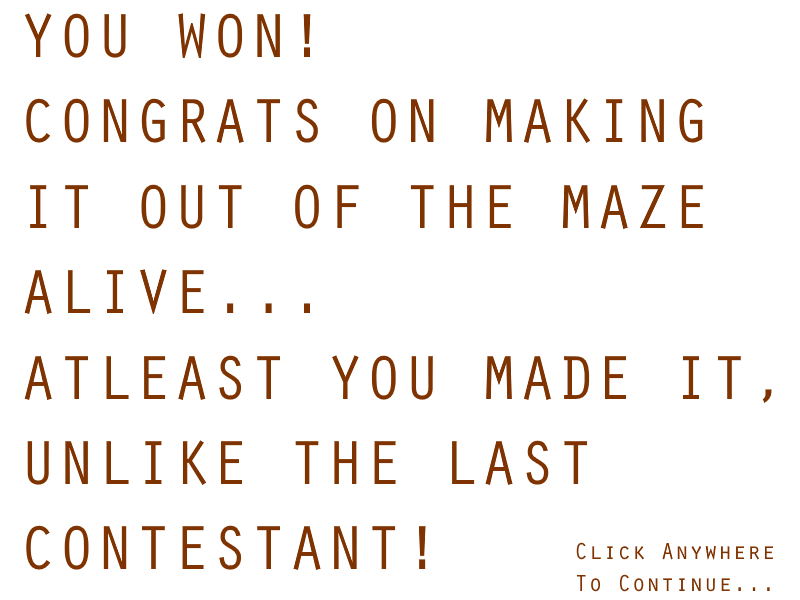 YOU WON!
CONGRATS ON MAKING
IT OUT OF THE MAZE
ALIVE...
ATLEAST YOU MADE IT,
UNLIKE THE LAST
CONTESTANT!
Click Anywhere
To Continue...